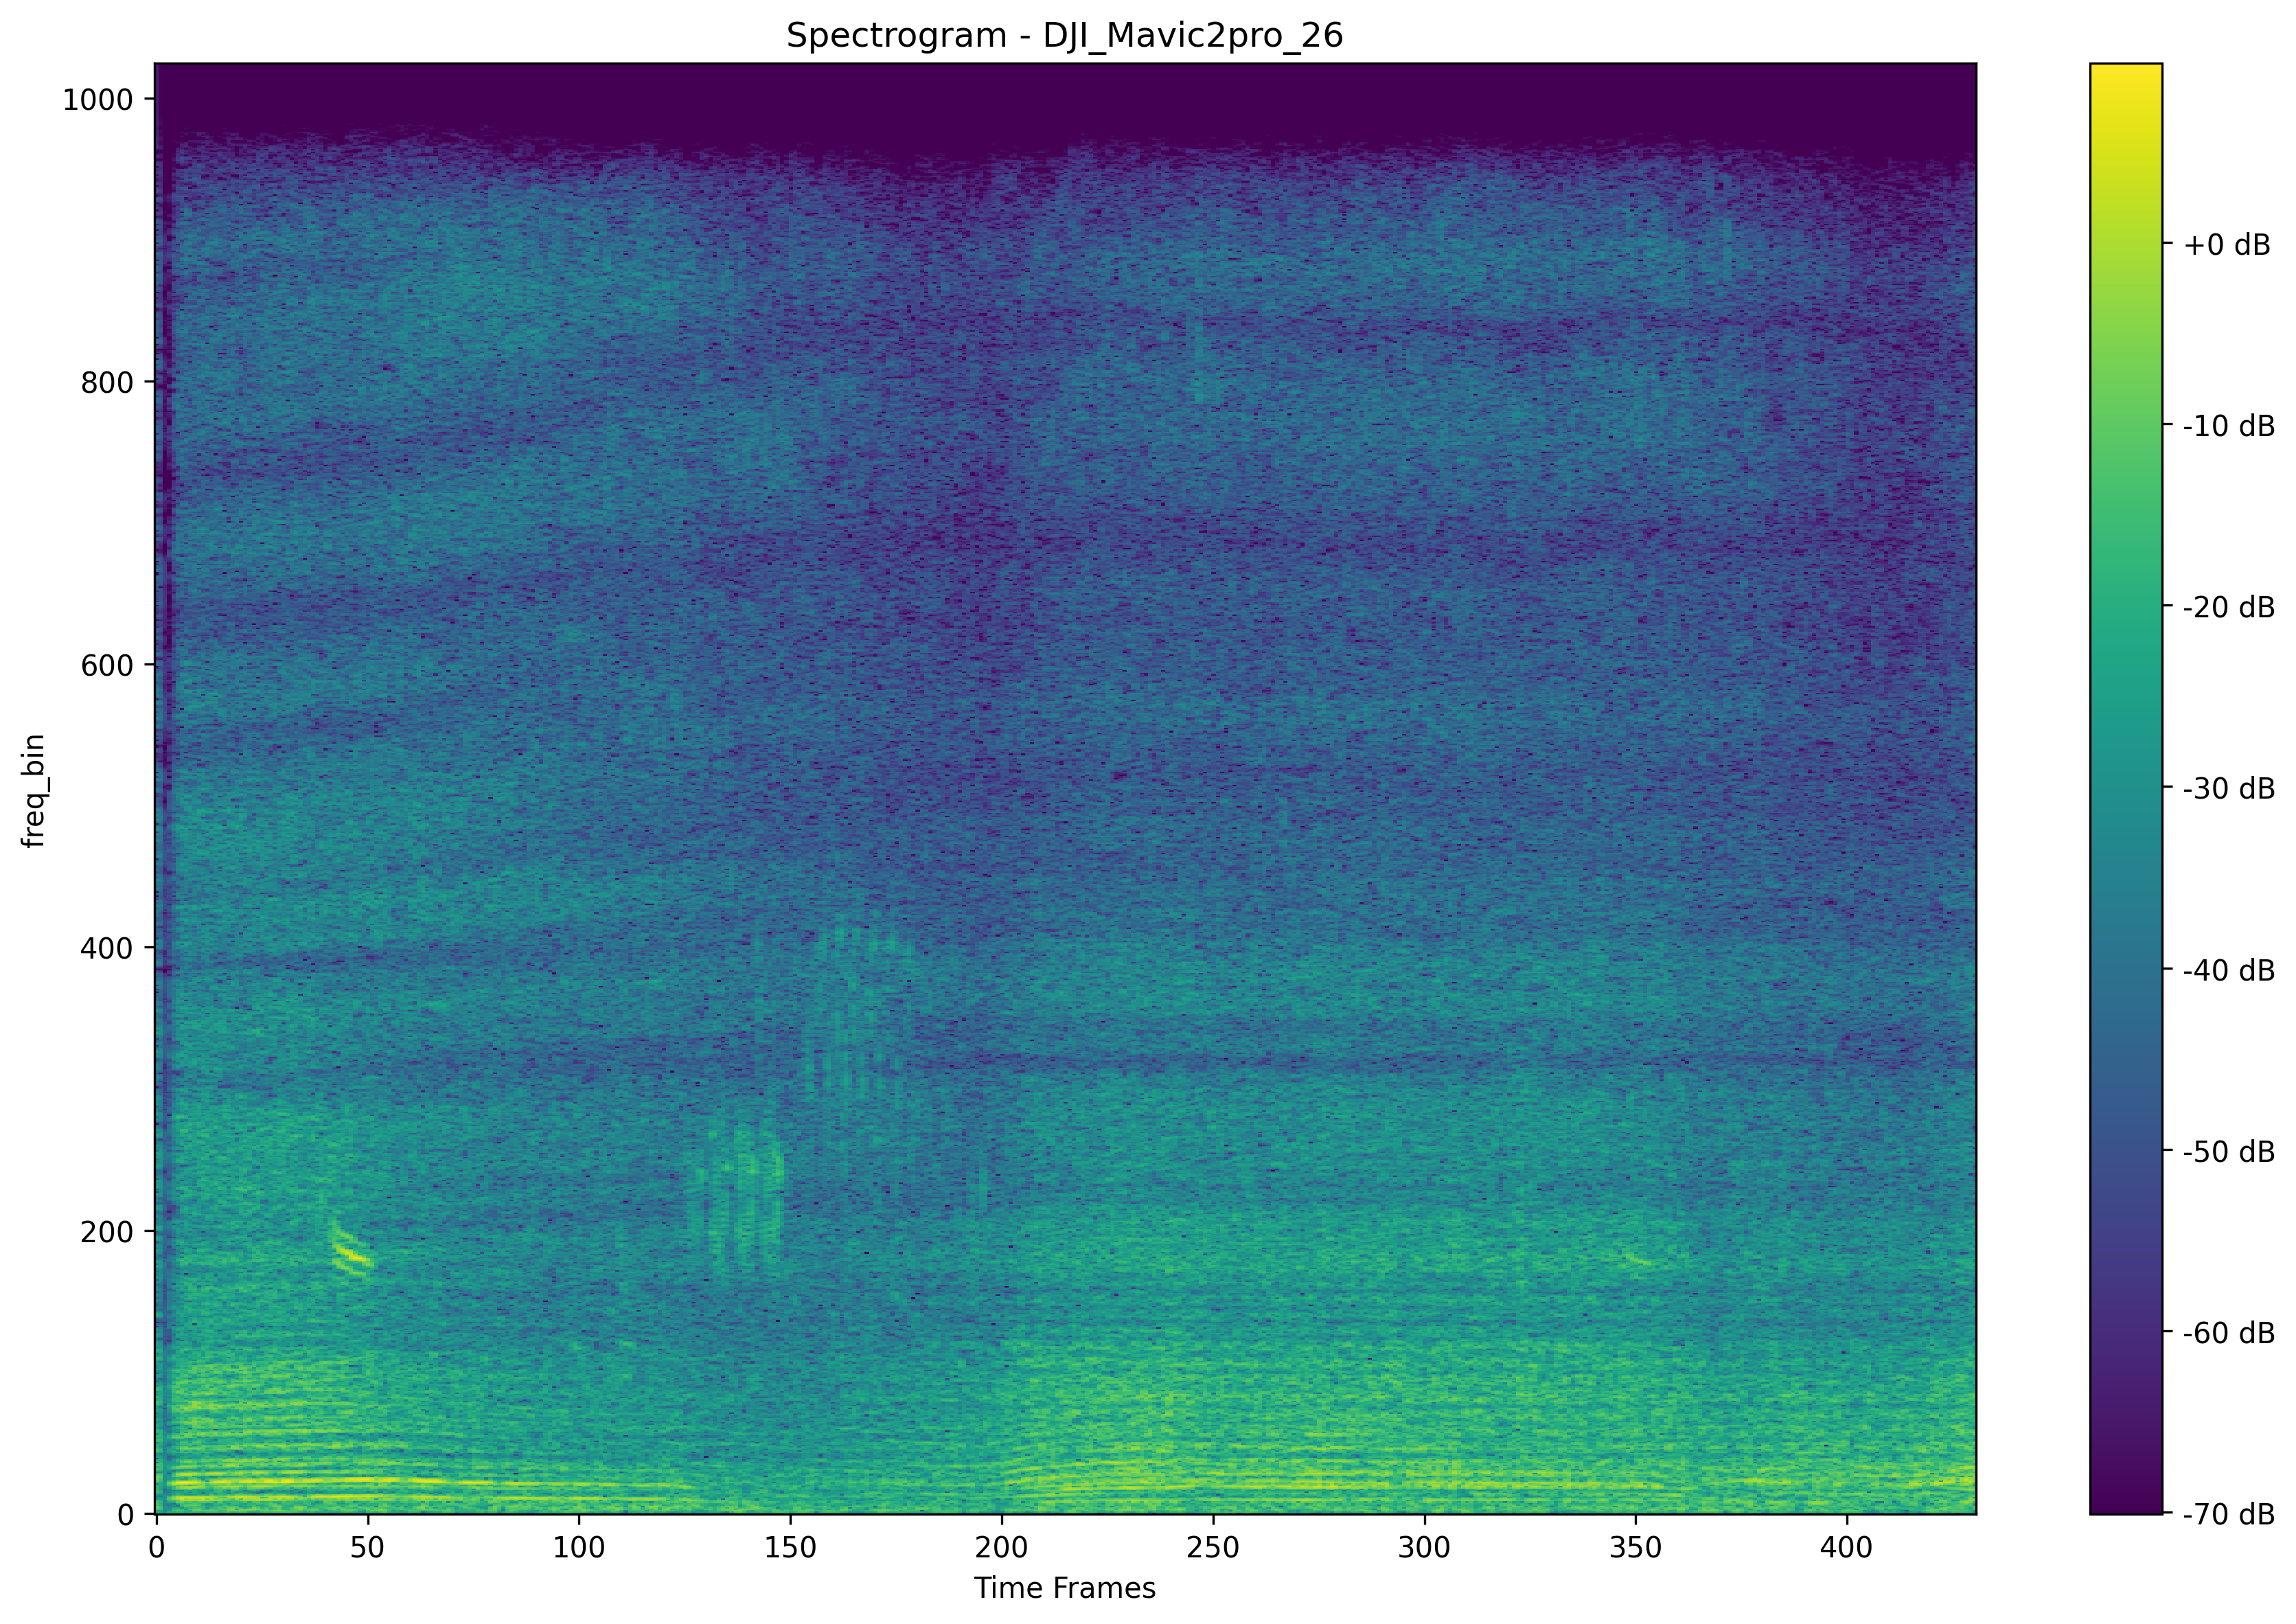 Spectrogram - DJI_Mavic2pro_26
1000
800
600
400
200
0
freq_bin
0 50 100 150 200 250 300 350 400
Time Frames
+0 dB
-10 dB
-20 dB
-30 dB
-40 dB
-50 dB
-60 dB
-70 dB